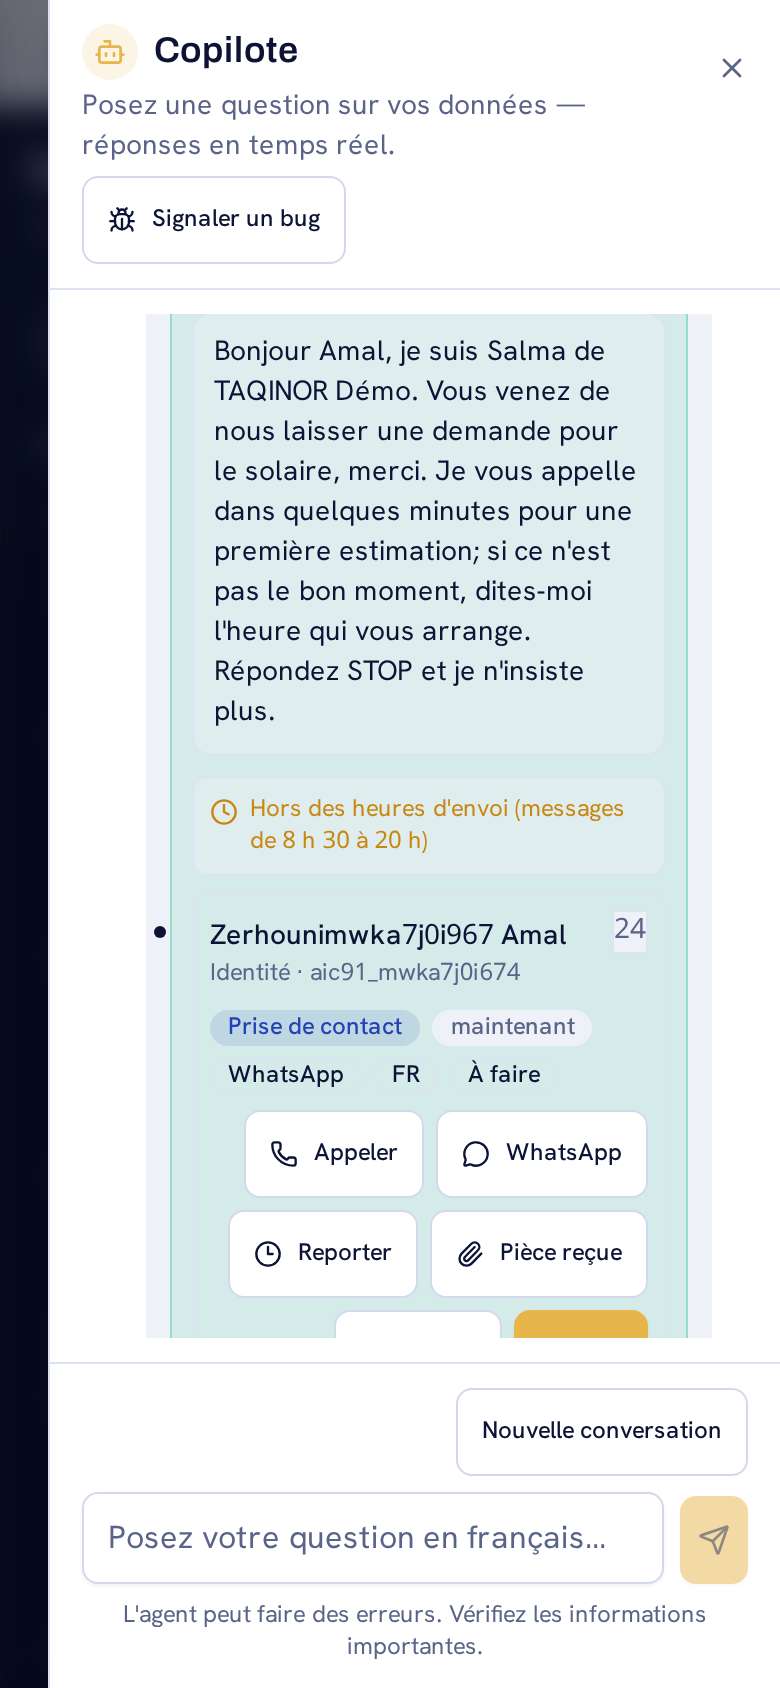 Copilote
Posez une question sur vos données —
réponses en temps réel.
Signaler un bug
Bonjour Amal, je suis Salma de
TAQINOR Démo. Vous venez de
nous laisser une demande pour
le solaire, merci. Je vous appelle
dans quelques minutes pour une
première estimation; si ce n'est
pas le bon moment, dites-moi
l'heure qui vous arrange.
Répondez STOP et je n'insiste
plus.
Hors des heures d'envoi (messages
de 8 h 30 à 20 h)
Zerhounimwka7j0i967 Amal
24
Identité · aic91_mwka7j0i674
Prise de contact maintenant
WhatsApp FR À faire
Appeler WhatsApp
Reporter Pièce reçue
Nouvelle conversation
Posez votre question en français...
L'agent peut faire des erreurs. Vérifiez les informations
importantes.